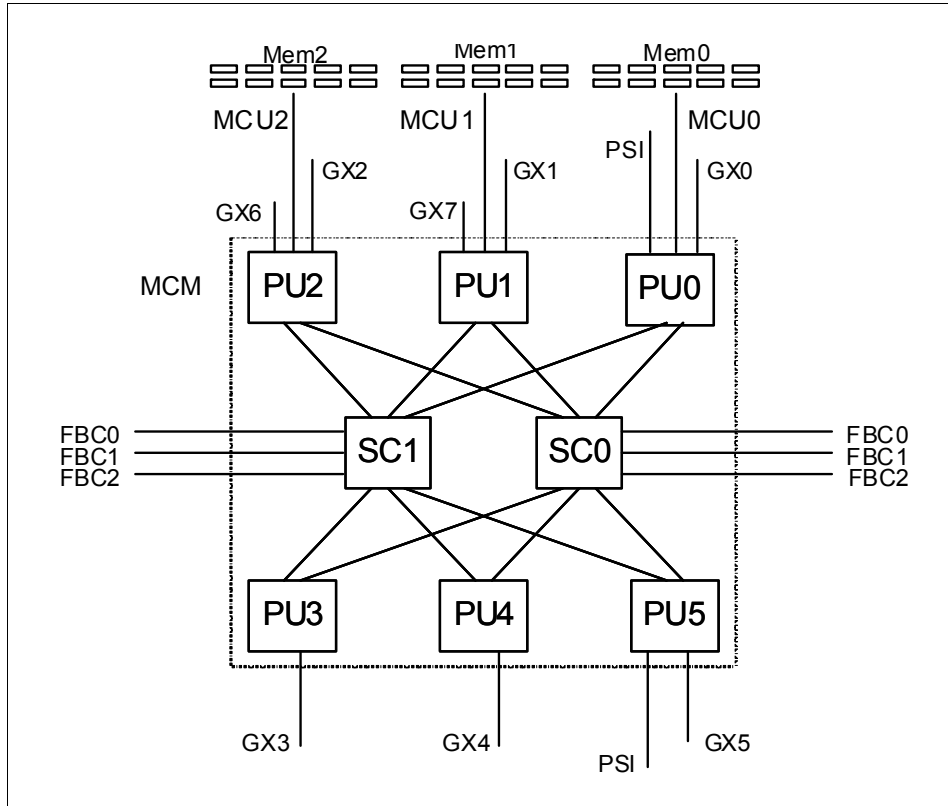 Mem2
Mem1
Mem0
MCU2
MCU1
MCU0
PSI
GX2
GX1
GX0
GX6
GX7
MCM
PU2
PU1
PU0
FBC0
FBC1
FBC2
SC1
SC0
FBC0
FBC1
FBC2
PU3
PU4
PU5
GX3
GX4
PSI
GX5